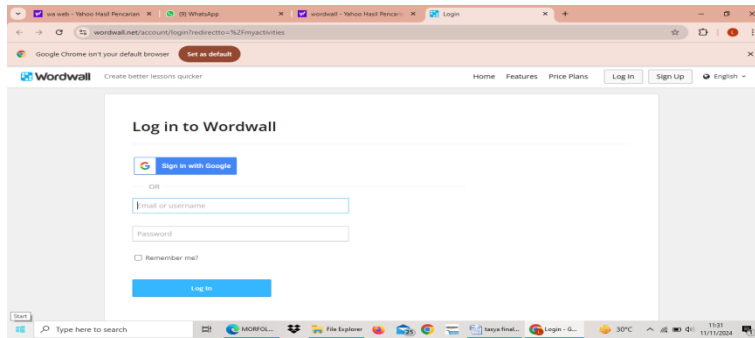 wa web - Yahoo Hasil Pencarian
(8) WhatsApp
wordwall - Yahoo Hasil Pencari
Login
wordwall.net/account/login?redirectto=%2Fmyactivities
Google Chrome isn't your default browser Set as default
Wordwall Create better lessons quicker Home Features Price Plans Log In Sign Up English
Log in to Wordwall
G Sign in with Google
OR
Email or username
Password
Remember me?
Log In
Start
Type here to search MORFOL... File Explorer 25 tasya final... Login - G... 30°C 11:31
11/11/2024